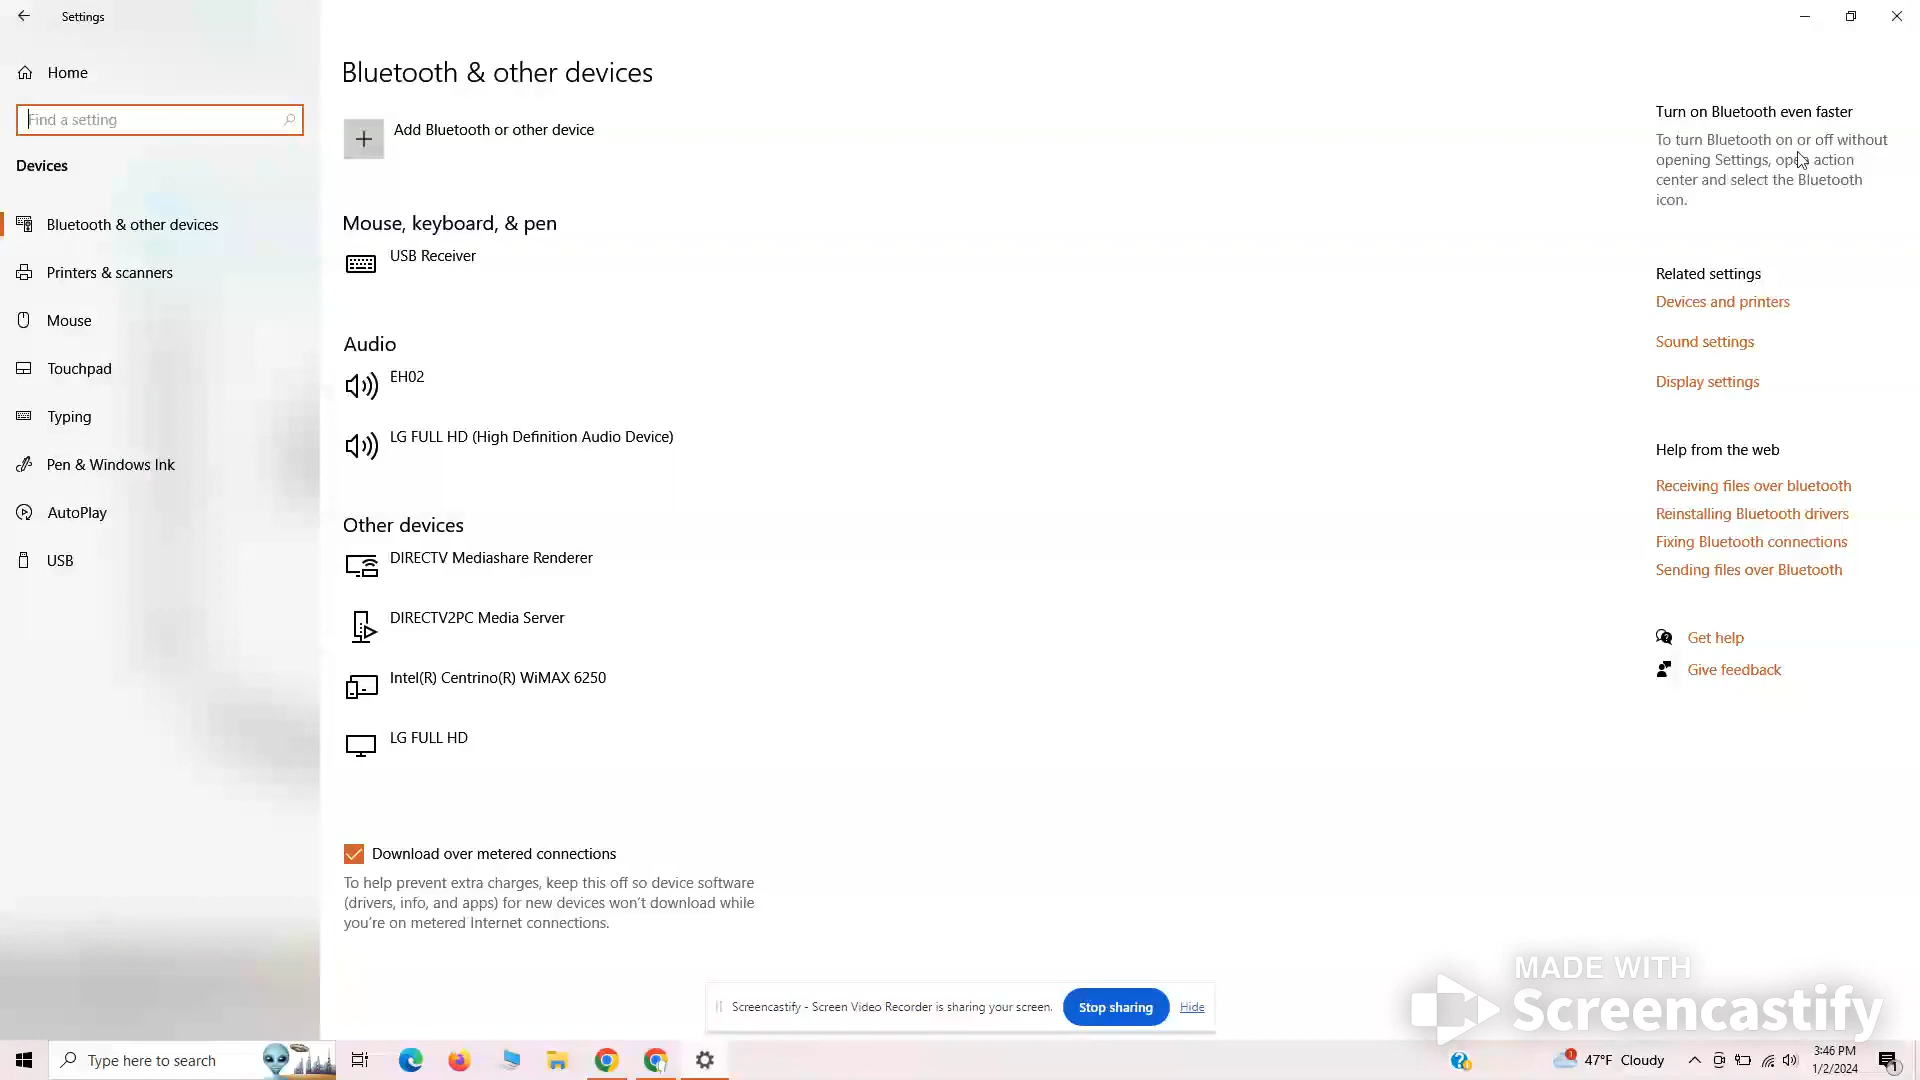 Settings
Home
Find a setting
Devices
Bluetooth & other devices
Printers & scanners
Mouse
Touchpad
Typing
Pen & Windows Ink
AutoPlay
USB
Bluetooth & other devices
Add Bluetooth or other device
Mouse, keyboard, & pen
USB Receiver
Audio
EH02
LG FULL HD (High Definition Audio Device)
Other devices
DIRECTV Mediashare Renderer
DIRECTV2PC Media Server
Intel(R) Centrino(R) WiMAX 6250
LG FULL HD
Download over metered connections
To help prevent extra charges, keep this off so device software
(drivers, info, and apps) for new devices won't download while
you're on metered Internet connections.
Turn on Bluetooth even faster
To turn Bluetooth on or off without
opening Settings, open action
center and select the Bluetooth
icon.
Related settings
Devices and printers
Sound settings
Display settings
Help from the web
Receiving files over bluetooth
Reinstalling Bluetooth drivers
Fixing Bluetooth connections
Sending files over Bluetooth
Get help
Give feedback
Screencastify - Screen Video Recorder is sharing your screen.
Stop sharing
Hide
MADE WITH
Screencastify
Type here to search
1
47°F Cloudy
3:46 PM
1/2/2024
1